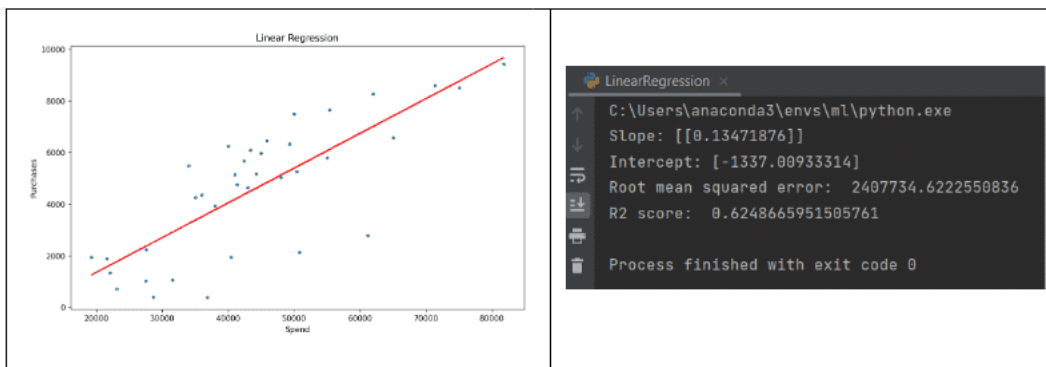 Linear Regression
10000
8000
6000
4000
2000
0
Purchases
20000 30000 40000 50000 60000 70000 80000
Spend
LinearRegression ×
C:\Users\anaconda3\envs\ml\python.exe
Slope: [[0.13471876]]
Intercept: [-1337.00933314]
Root mean squared error:  2407734.6222550836
R2 score:  0.6248665951505761
Process finished with exit code 0